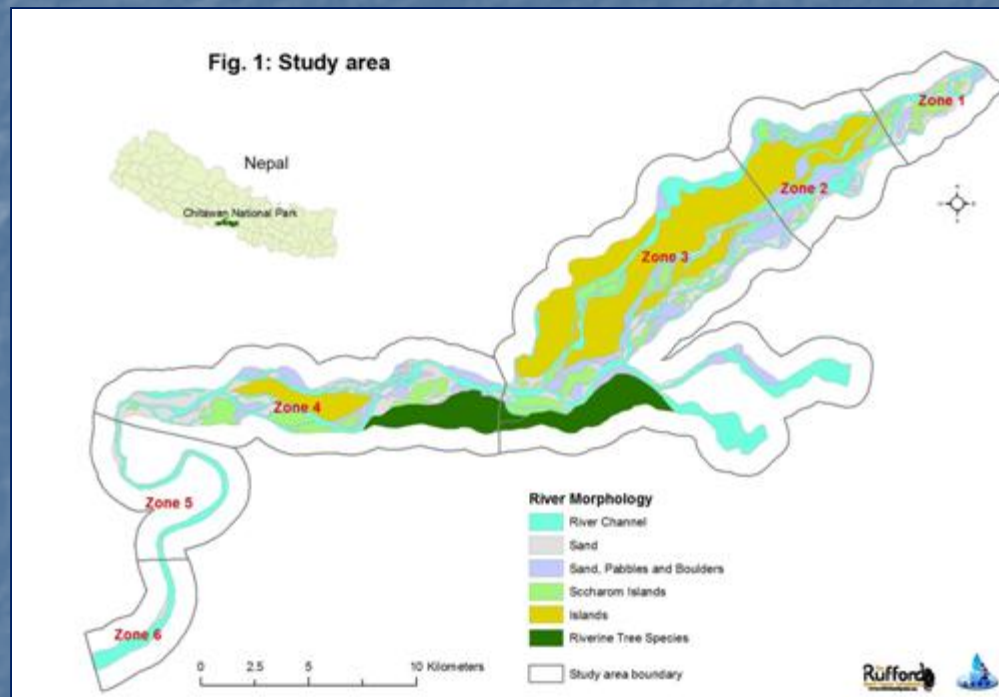 Fig. 1: Study area
Nepal
Chitawan National Park
Zone 1
Zone 2
Zone 3
Zone 4
Zone 5
Zone 6
River Morphology
River Channel
Sand
Sand, Pabbles and Boulders
Sccharom Islands
Islands
Riverine Tree Species
Study area boundary
0 2.5 5 10 Kilometers
Rufford